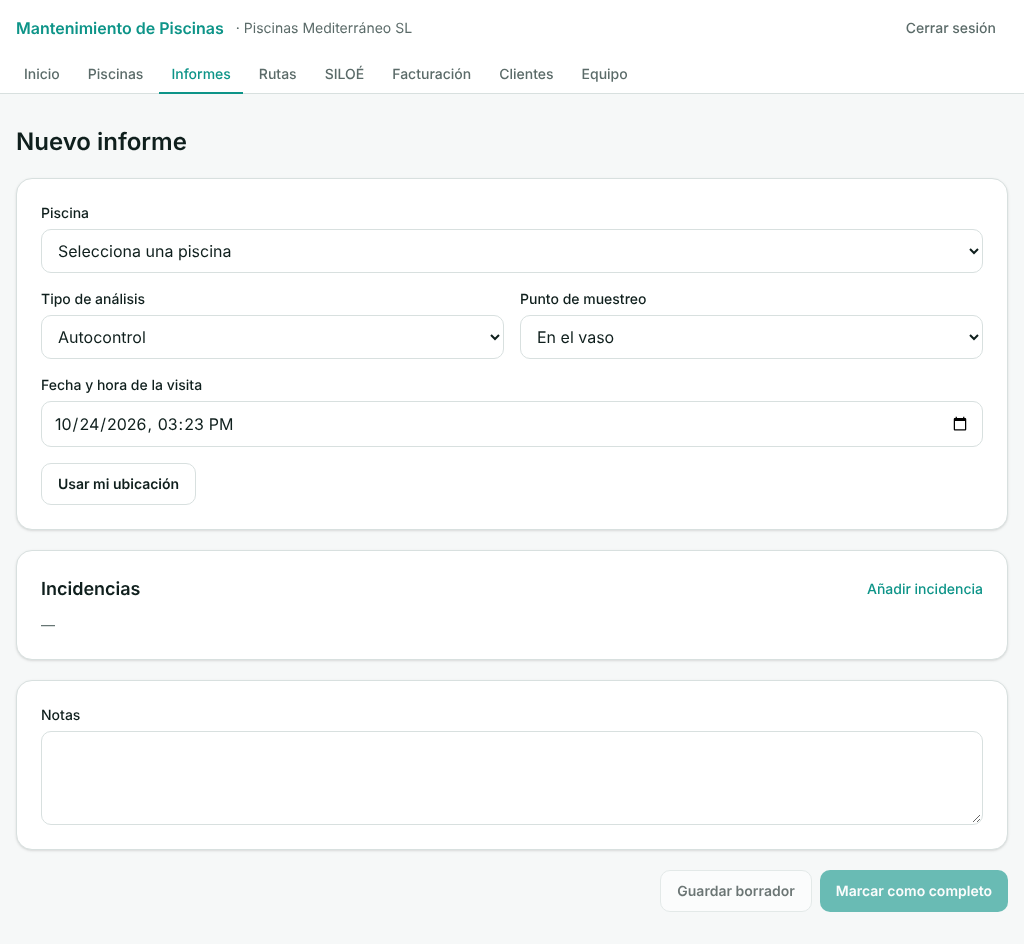 Mantenimiento de Piscinas · Piscinas Mediterráneo SL Cerrar sesión
Inicio Piscinas Informes Rutas SILOÉ Facturación Clientes Equipo
Nuevo informe
Piscina
Selecciona una piscina
Tipo de análisis Punto de muestreo
Autocontrol En el vaso
Fecha y hora de la visita
10/24/2026, 03:23 PM
Usar mi ubicación
Incidencias Añadir incidencia
—
Notas
Guardar borrador Marcar como completo